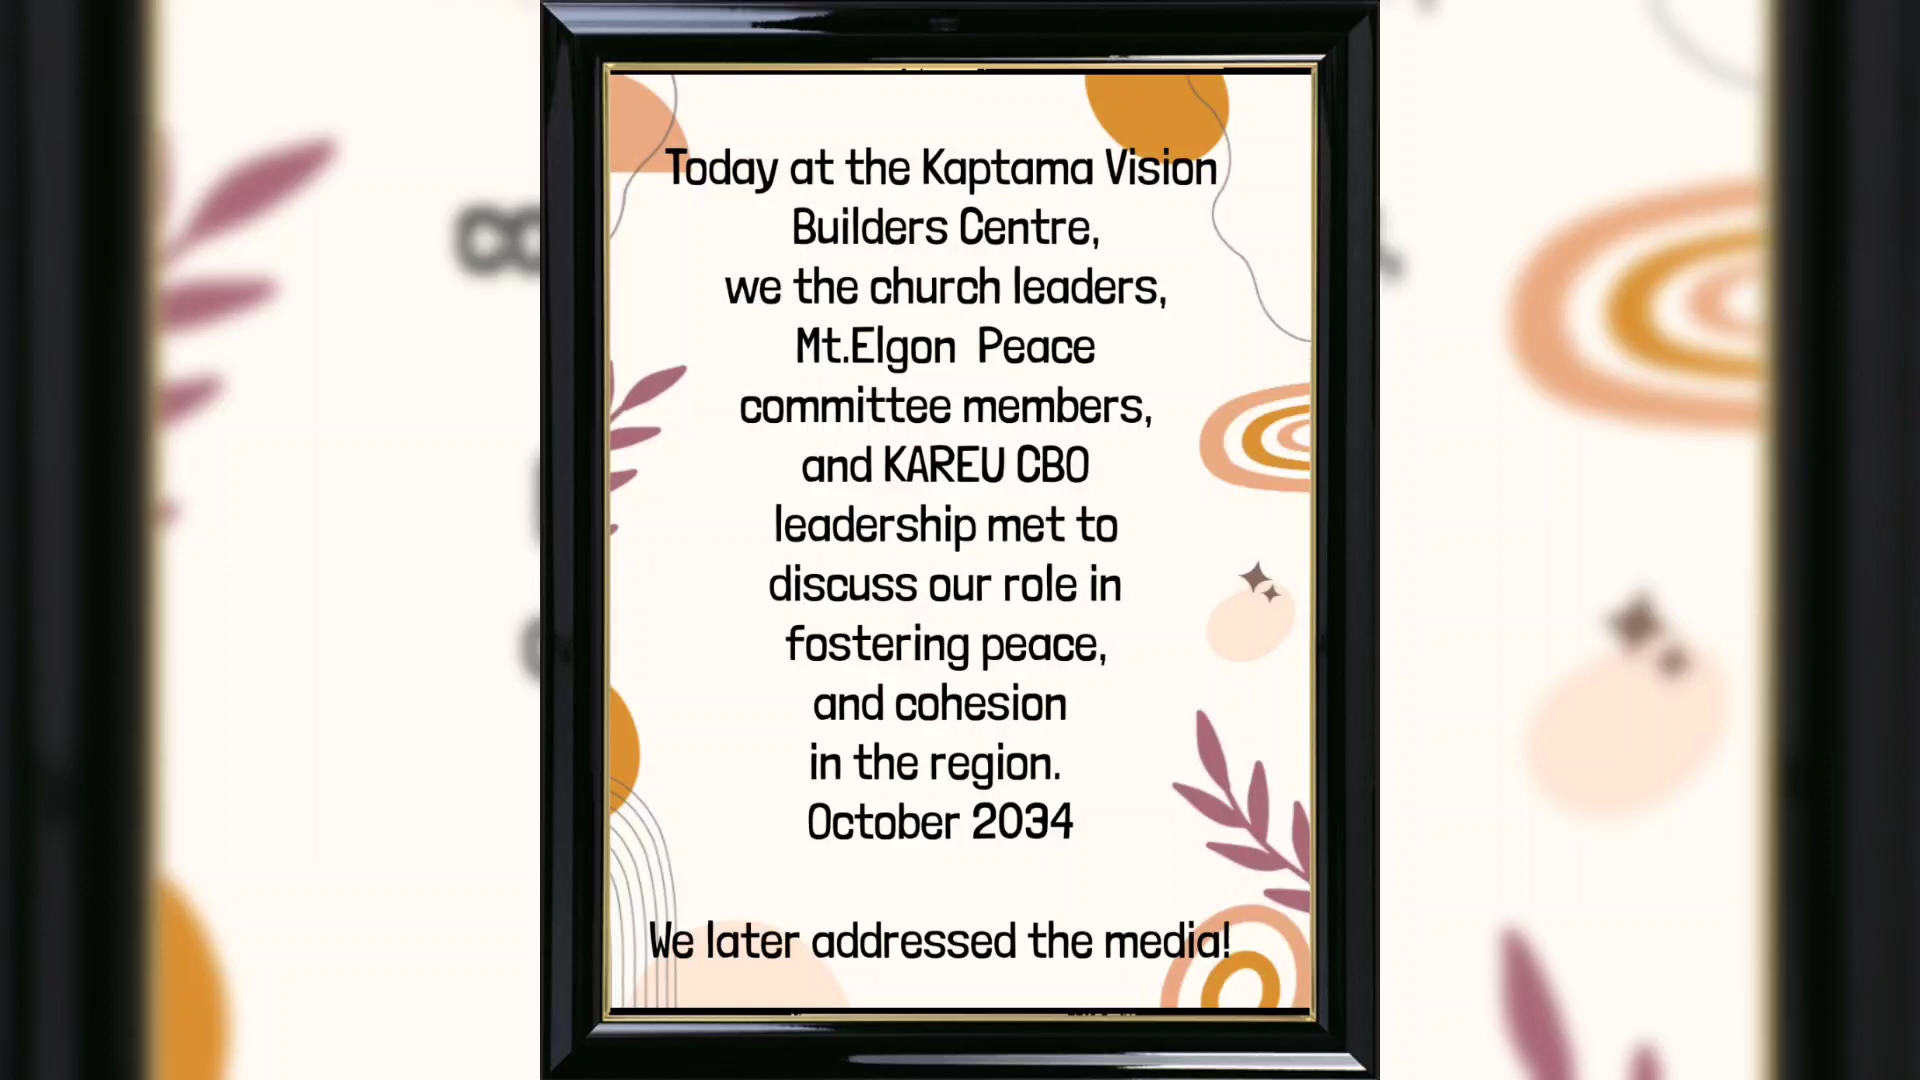 Today at the Kaptama Vision
Builders Centre,
we the church leaders,
Mt.Elgon Peace
committee members,
and KAREU CBO
leadership met to
discuss our role in
fostering peace,
and cohesion
in the region.
October 2034
We later addressed the media!